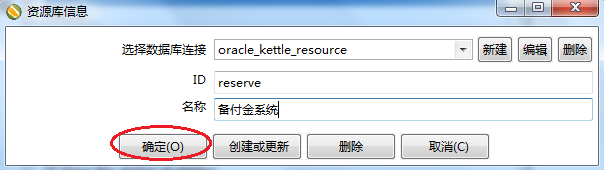 资源库信息
选择数据库连接 oracle_kettle_resource 新建 编辑 删除
ID reserve
名称 备付金系统
确定(O) 创建或更新 删除 取消(C)